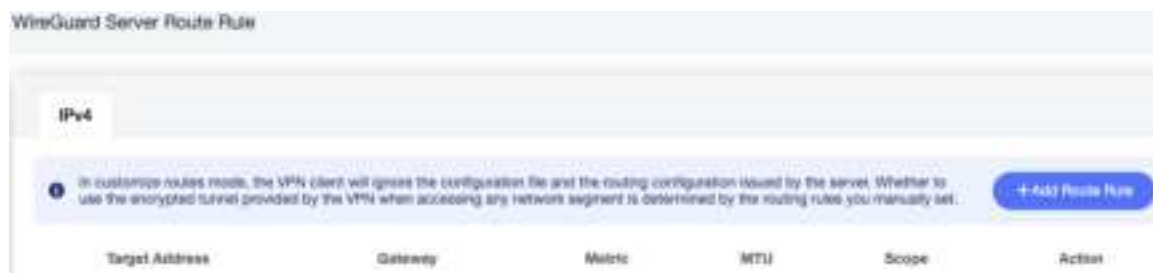 WireGuard Server Route Rule
IPv4
In customize routes mode, the VPN client will ignore the configuration file and the routing configuration issued by the server. Whether to
use the encrypted tunnel provided by the VPN when accessing any network segment is determined by the routing rules you manually set.
+Add Route Rule
Target Address Gateway Metric MTU Scope Action